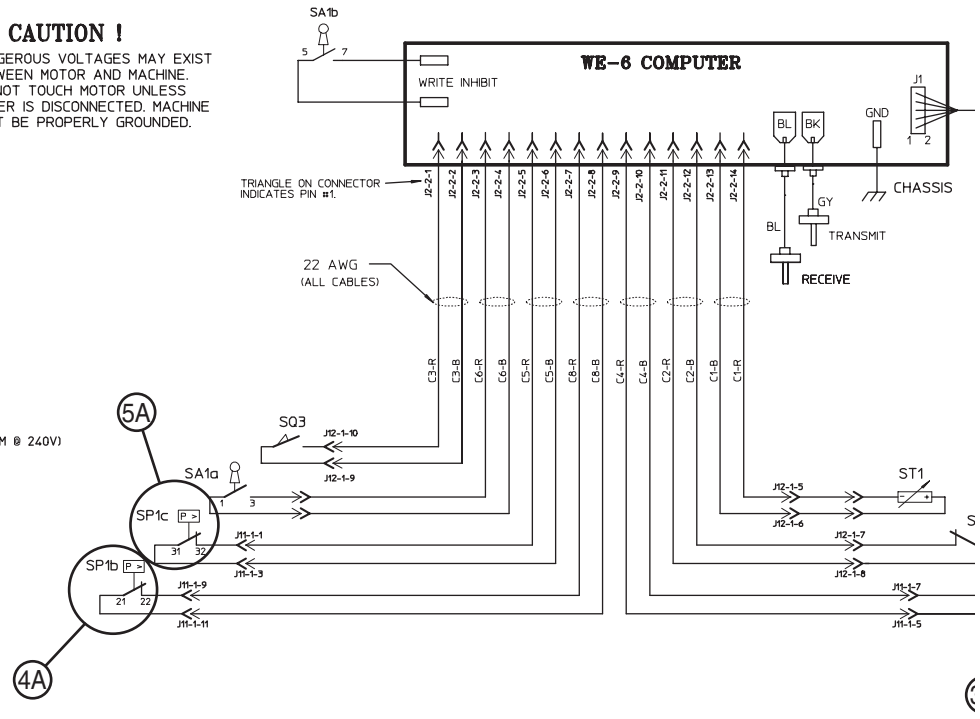 CAUTION !
GEROUS VOLTAGES MAY EXIST
WEEN MOTOR AND MACHINE.
NOT TOUCH MOTOR UNLESS
ER IS DISCONNECTED. MACHINE
T BE PROPERLY GROUNDED.
SA1b
5 7
WE-6 COMPUTER
WRITE INHIBIT
J1
1 2
GND
BL BK
CHASSIS
TRIANGLE ON CONNECTOR
INDICATES PIN #1.
J2-2-1
J2-2-2
J2-2-3
J2-2-4
J2-2-5
J2-2-6
J2-2-7
J2-2-8
J2-2-9
J2-2-10
J2-2-11
J2-2-12
J2-2-13
J2-2-14
GY
BL
TRANSMIT
RECEIVE
22 AWG
(ALL CABLES)
C3-R
C3-B
C6-R
C6-B
C5-R
C5-B
C8-R
C8-B
C4-R
C4-B
C2-R
C2-B
C1-B
C1-R
5A
M @ 240V)
SQ3
J12-1-10
J12-1-9
SA1a
1 3
SP1c
P >
31 32
J11-1-1
J11-1-3
SP1b
P >
21 22
J11-1-9
J11-1-11
4A
J12-1-5
J12-1-6
ST1
- +
J12-1-7
J12-1-8
S
J11-1-7
J11-1-5
3